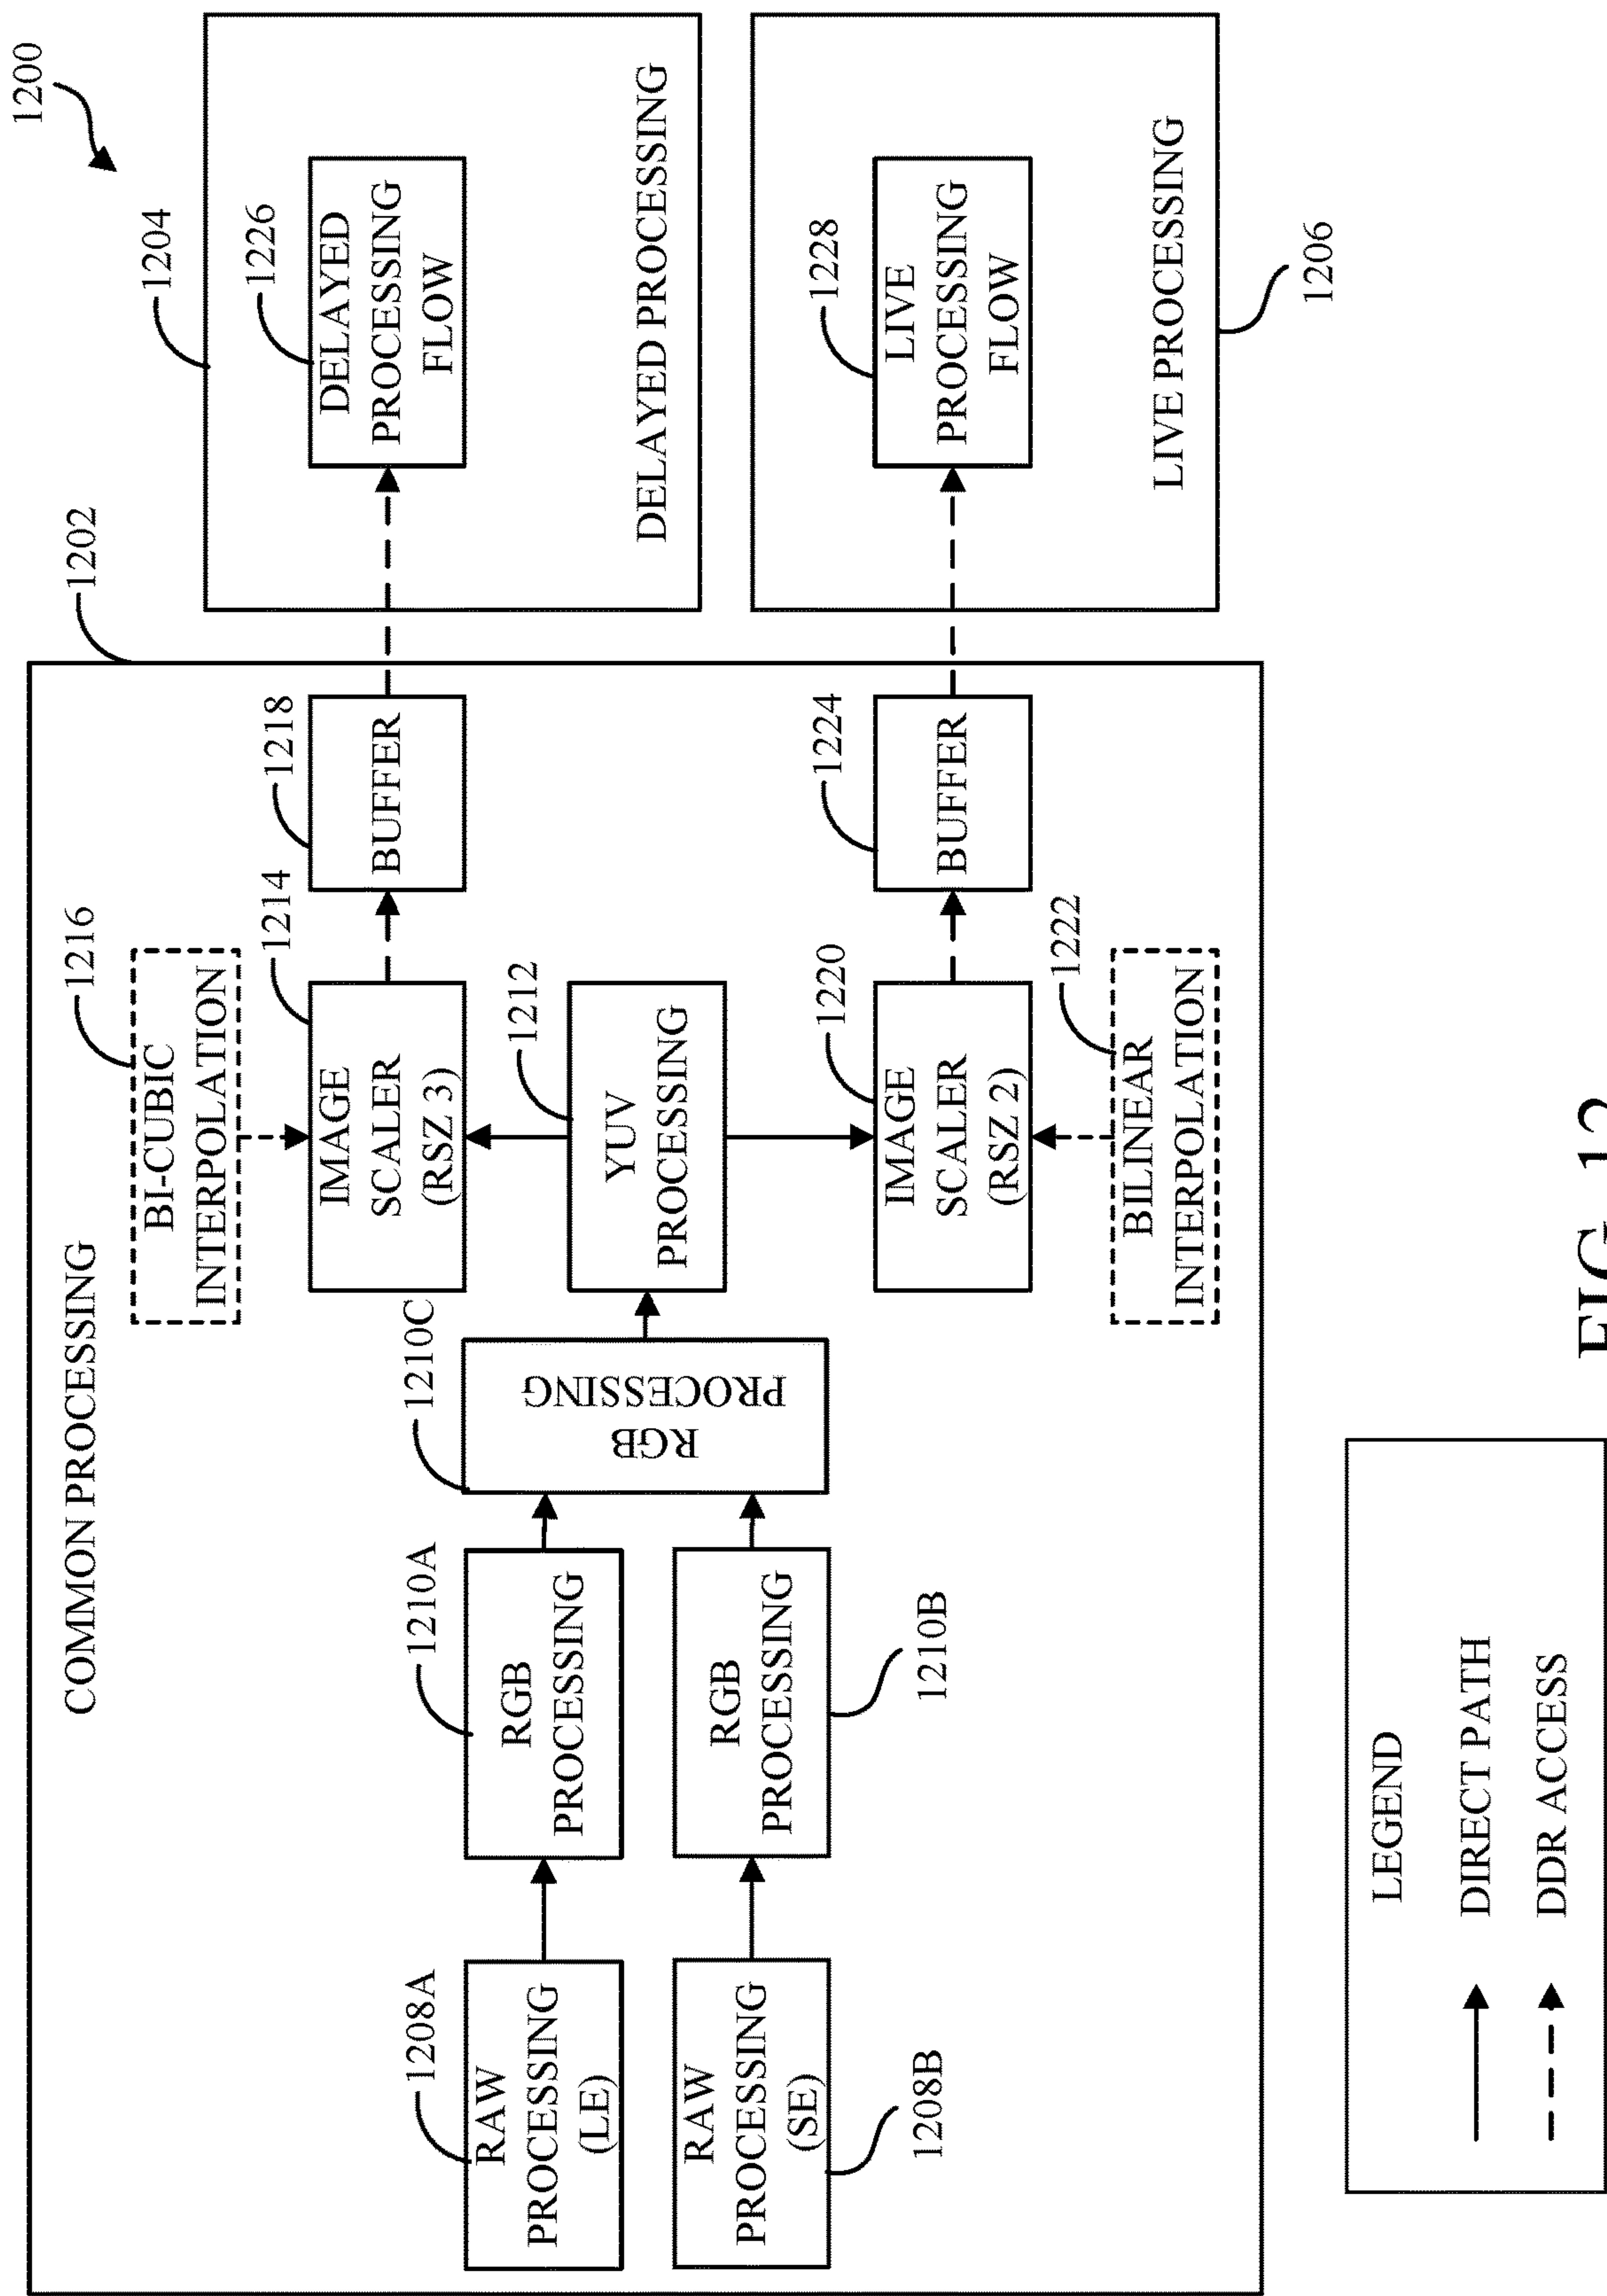 1200
1202
1204
1206
COMMON PROCESSING
1216
BI-CUBIC
INTERPOLATION
1214
IMAGE
SCALER
(RSZ 3)
1218
BUFFER
1226
DELAYED
PROCESSING
FLOW
DELAYED PROCESSING
1208A
RAW
PROCESSING
(LE)
1210A
RGB
PROCESSING
1210C
RGB
PROCESSING
1212
YUV
PROCESSING
1208B
RAW
PROCESSING
(SE)
1210B
RGB
PROCESSING
1220
IMAGE
SCALER
(RSZ 2)
1222
BILINEAR
INTERPOLATION
1224
BUFFER
1228
LIVE
PROCESSING
FLOW
LIVE PROCESSING
LEGEND
DIRECT PATH
DDR ACCESS
FIG. 12